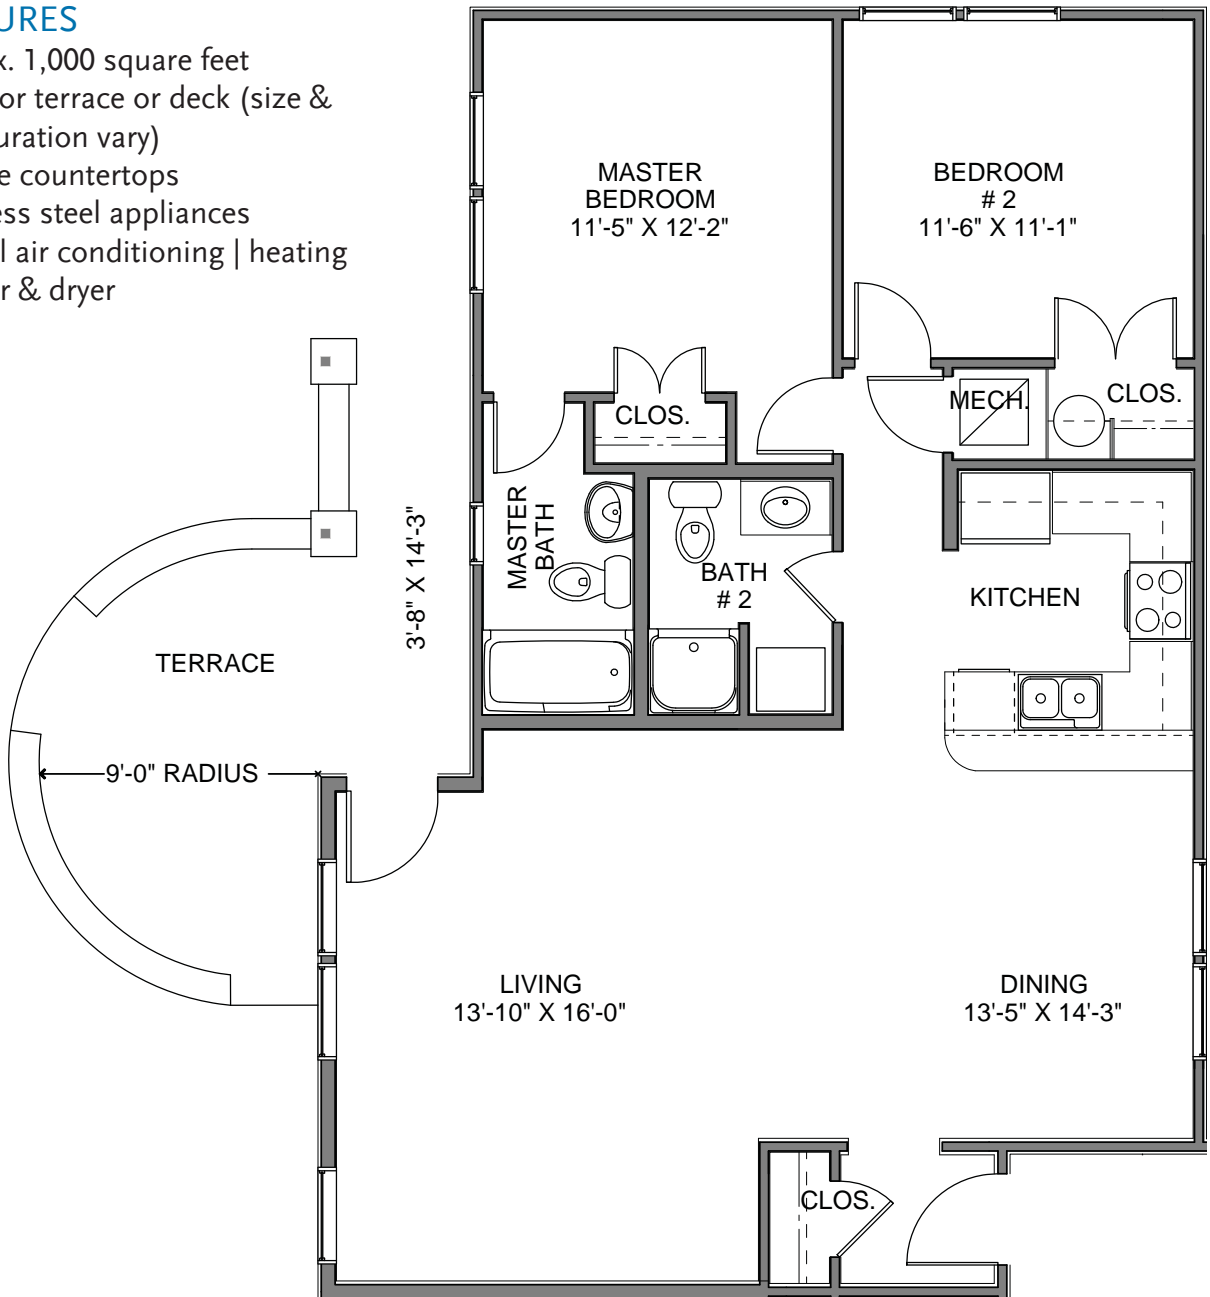 URES
x. 1,000 square feet
or terrace or deck (size &
uration vary)
e countertops
ess steel appliances
l air conditioning | heating
r & dryer
MASTER
BEDROOM
11'-5" X 12'-2"
BEDROOM
# 2
11'-6" X 11'-1"
CLOS.
MECH.
CLOS.
MASTER
BATH
3'-8" X 14'-3"
BATH
# 2
KITCHEN
TERRACE
9'-0" RADIUS
LIVING
13'-10" X 16'-0"
DINING
13'-5" X 14'-3"
CLOS.